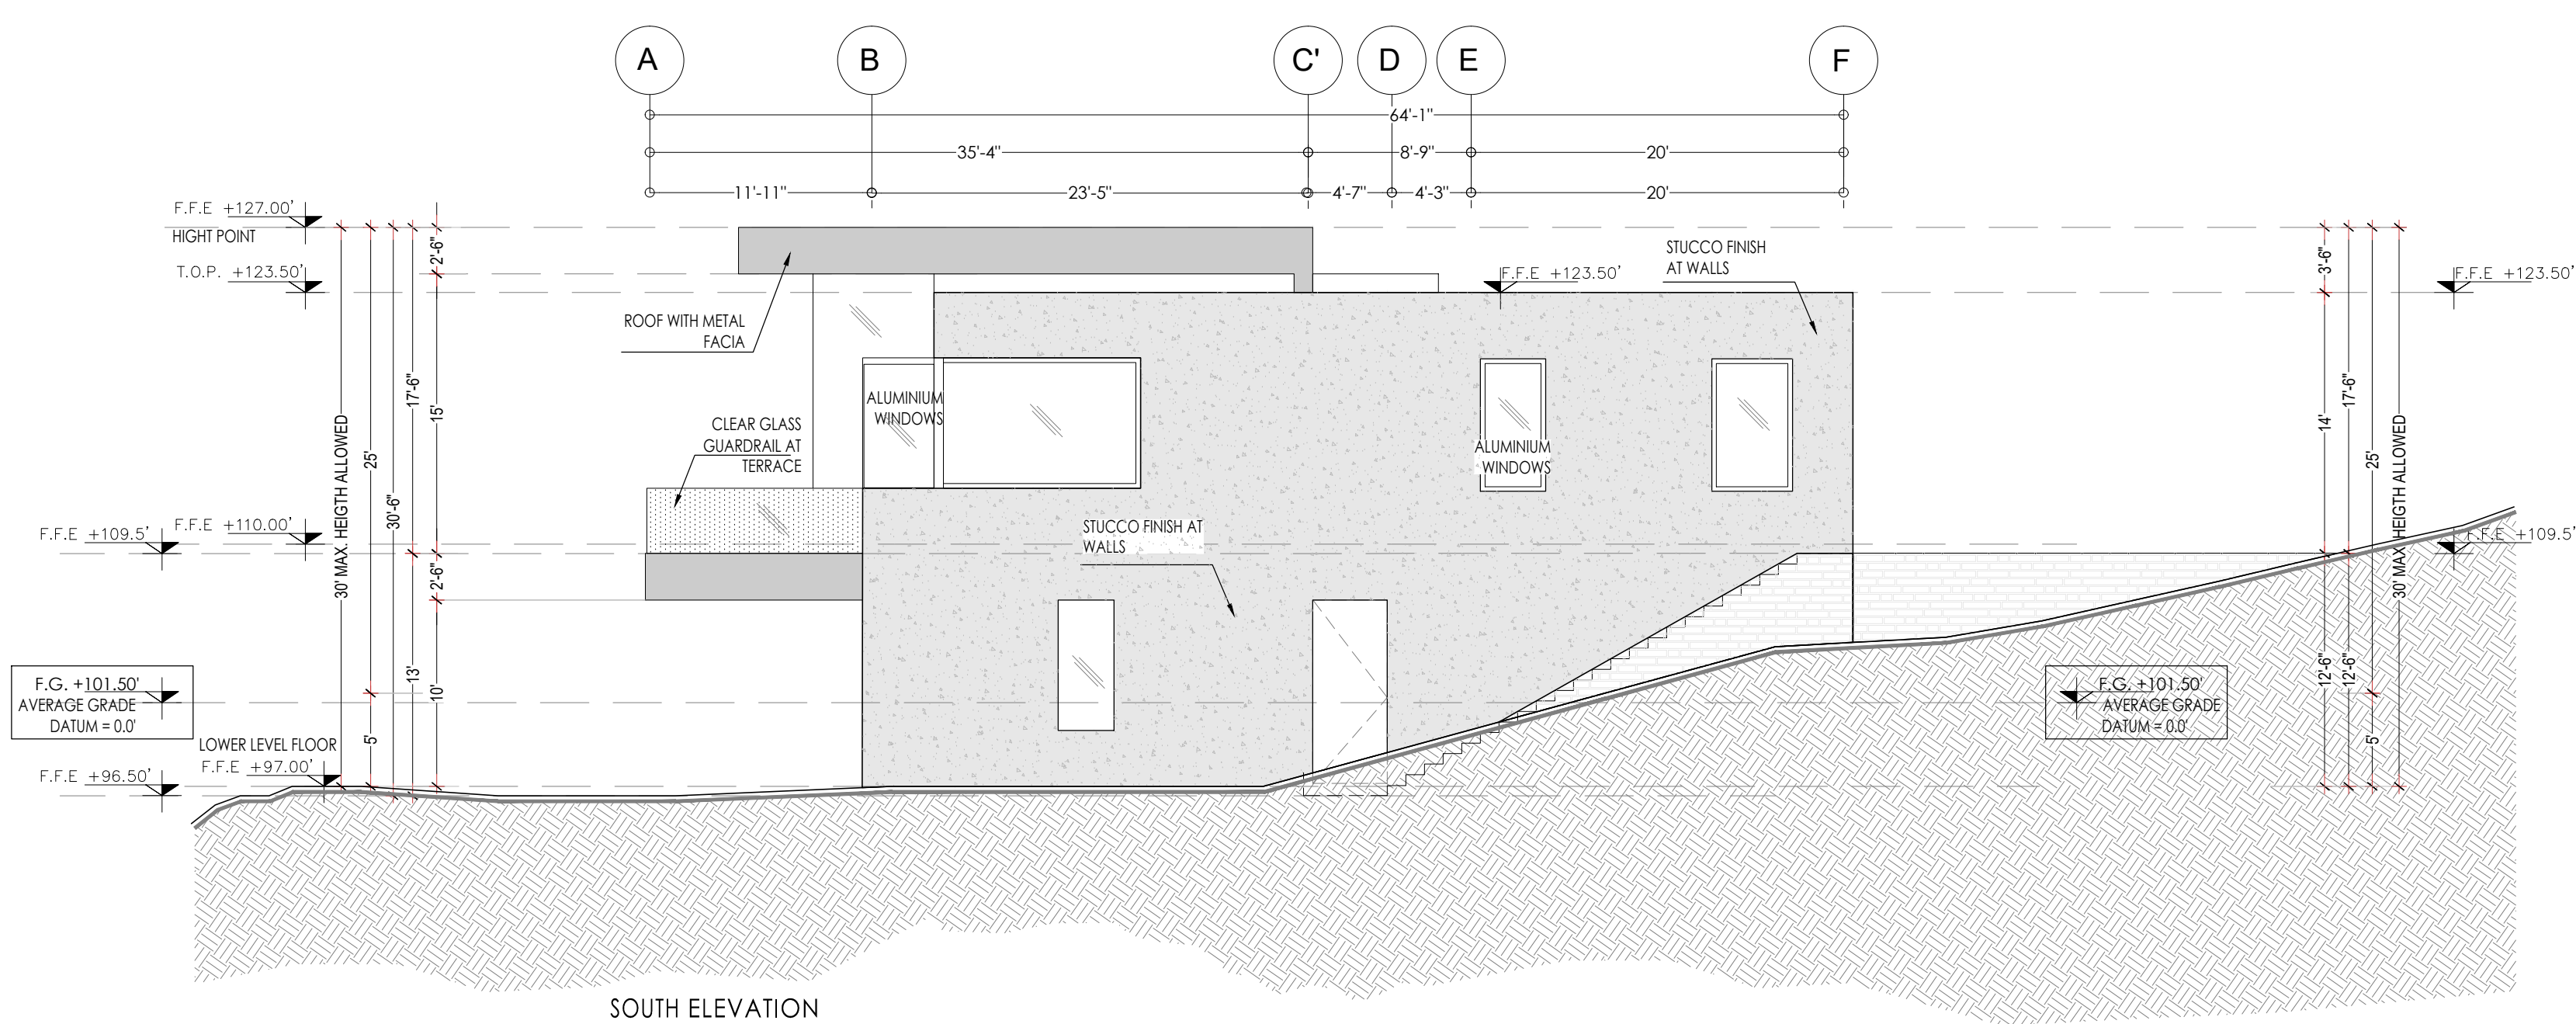 A B C' D E F
64'-1"
35'-4" 8'-9" 20'
11'-11" 23'-5" 4'-7" 4'-3" 20'
F.F.E +127.00'
HIGHT POINT
T.O.P. +123.50'
F.F.E +109.5'
F.F.E +110.00'
F.G. +101.50'
AVERAGE GRADE
DATUM = 0.0'
LOWER LEVEL FLOOR
F.F.E +97.00'
F.F.E +96.50'
30' MAX. HEIGTH ALLOWED
25'
5'
30'-6"
17'-6"
13'
2'-6"
15'
2'-6"
10'
ROOF WITH METAL
FACIA
CLEAR GLASS
GUARDRAIL AT
TERRACE
ALUMINIUM
WINDOWS
STUCCO FINISH AT
WALLS
ALUMINIUM
WINDOWS
F.F.E +123.50'
STUCCO FINISH
AT WALLS
3'-6"
14'
12'-6"
17'-6"
12'-6"
25'
5'
30' MAX. HEIGTH ALLOWED
F.F.E +123.50'
F.F.E +109.5'
F.G. +101.50'
AVERAGE GRADE
DATUM = 0.0'
SOUTH ELEVATION